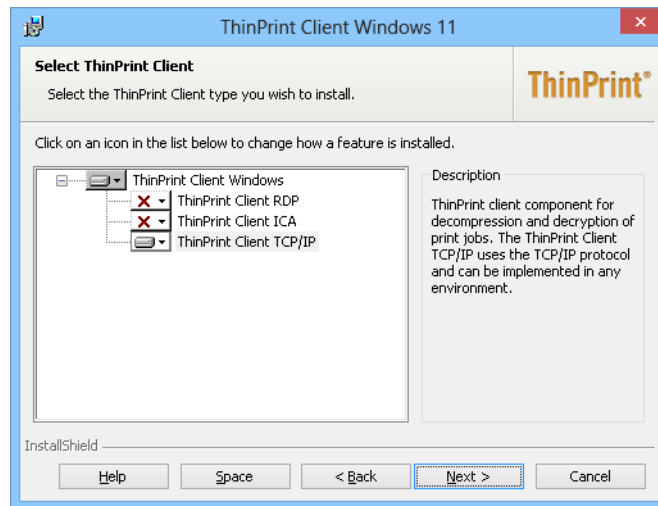 ThinPrint Client Windows 11
Select ThinPrint Client
Select the ThinPrint Client type you wish to install.
ThinPrint®
Click on an icon in the list below to change how a feature is installed.
ThinPrint Client Windows
ThinPrint Client RDP
ThinPrint Client ICA
ThinPrint Client TCP/IP
Description
ThinPrint client component for
decompression and decryption of
print jobs. The ThinPrint Client
TCP/IP uses the TCP/IP protocol
and can be implemented in any
environment.
InstallShield
Help
Space
< Back
Next >
Cancel